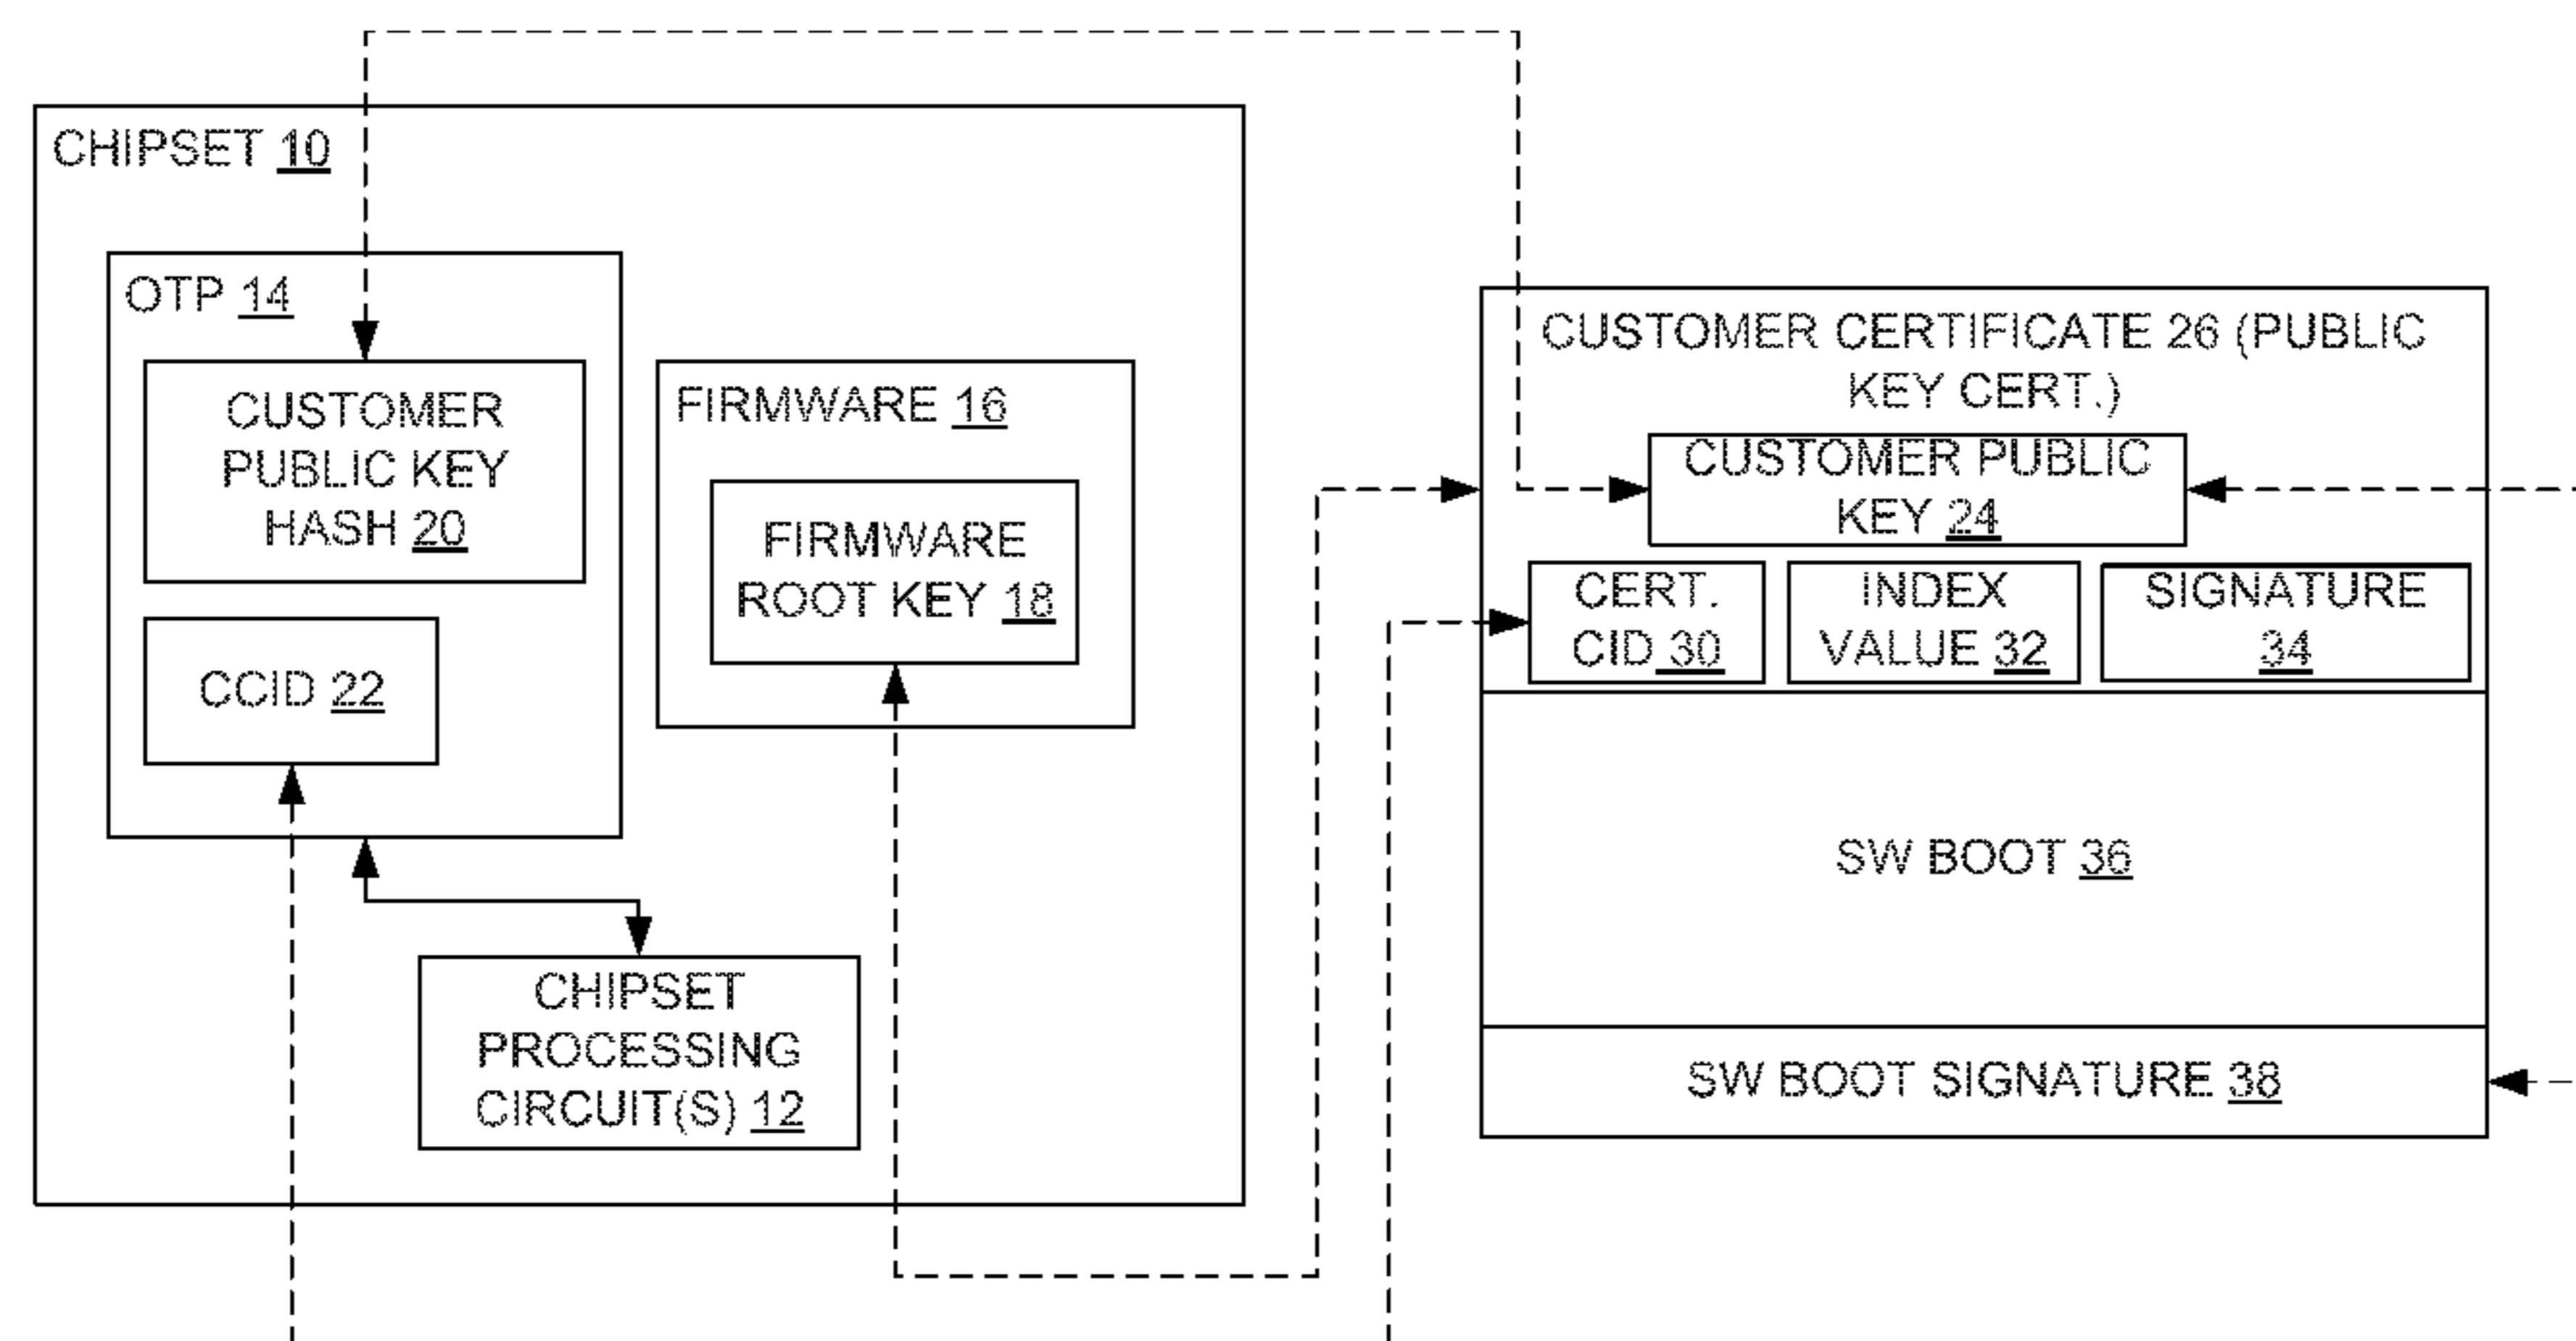 CHIPSET 10
OTP 14
CUSTOMER
PUBLIC KEY
HASH 20
CCID 22
FIRMWARE 16
FIRMWARE
ROOT KEY 18
CHIPSET
PROCESSING
CIRCUIT(S) 12
CUSTOMER CERTIFICATE 26 (PUBLIC
KEY CERT.)
CUSTOMER PUBLIC
KEY 24
CERT.
CID 30
INDEX
VALUE 32
SIGNATURE
34
SW BOOT 36
SW BOOT SIGNATURE 38